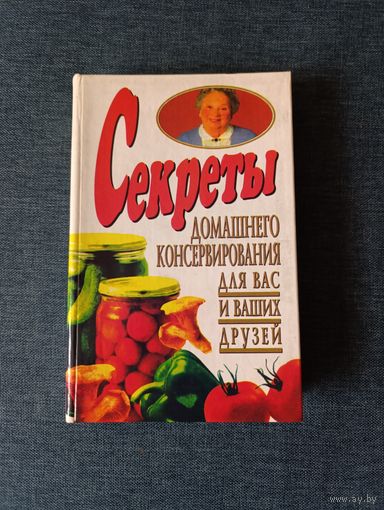 Секреты
ДОМАШНЕГО
КОНСЕРВИРОВАНИЯ
ДЛЯ ВАС
И ВАШИХ
ДРУЗЕЙ
www.ay.by